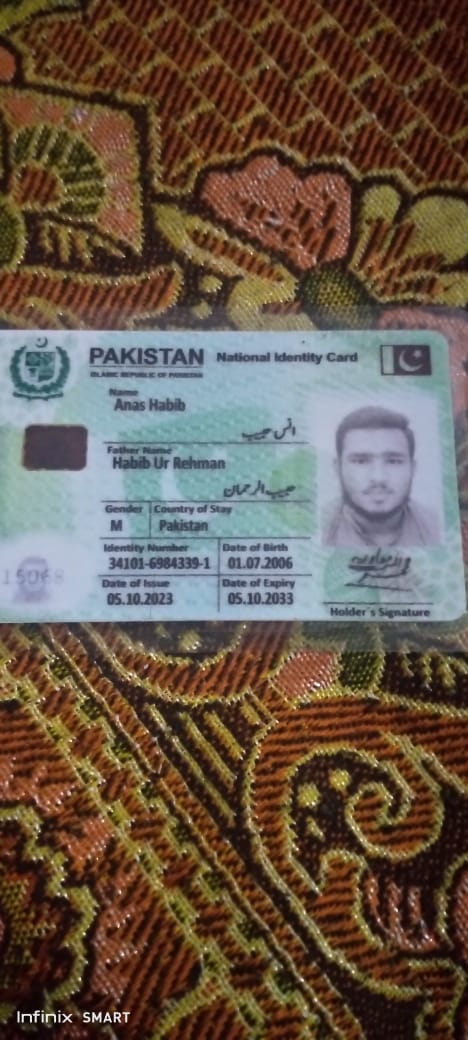 PAKISTAN National Identity Card
ISLAMIC REPUBLIC OF PAKISTAN
Name
Anas Habib
انس حبیب
Father Name
Habib Ur Rehman
حبیب الرحمان
Gender Country of Stay
M Pakistan
Identity Number Date of Birth
34101-6984339-1 01.07.2006
Date of Issue Date of Expiry
05.10.2023 05.10.2033
Holder's Signature
Infinix SMART